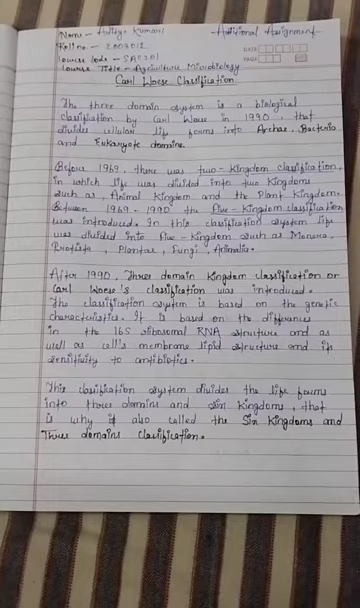 Name - Aditya Kumari
Additional Assignment
Roll no. - 2003012
Course Code - SAC201
DATE
PAGE
Course Title - Agriculture Microbiology
Carl Woese Classification
The three domain system is a biological
classification by Carl Woese in 1990, that
divides cellular life forms into Archae, Bacteria
and Eukaryote domains.
Before 1969, there was two-Kingdom classification,
in which life was divided into two Kingdoms
such as, Animal Kingdom and the Plant Kingdom.
Between 1969-1990 the Five-Kingdom classification
was introduced. In this classification system life
was divided into Five-Kingdom such as Monera,
Protista, Plantae, Fungi, Animalia.
After 1990, Three domain Kingdom classification or
Carl Woese's classification was introduced.
The classification system is based on the genetic
characteristics. It is based on the difference
in the 16S ribosomal RNA structure and as
well as cell's membrane lipid structure and its
sensitivity to antibiotics.
This classification system divides the life forms
into three domains and six Kingdoms, that
is why it also called the Six Kingdoms and
Three domains Classification.